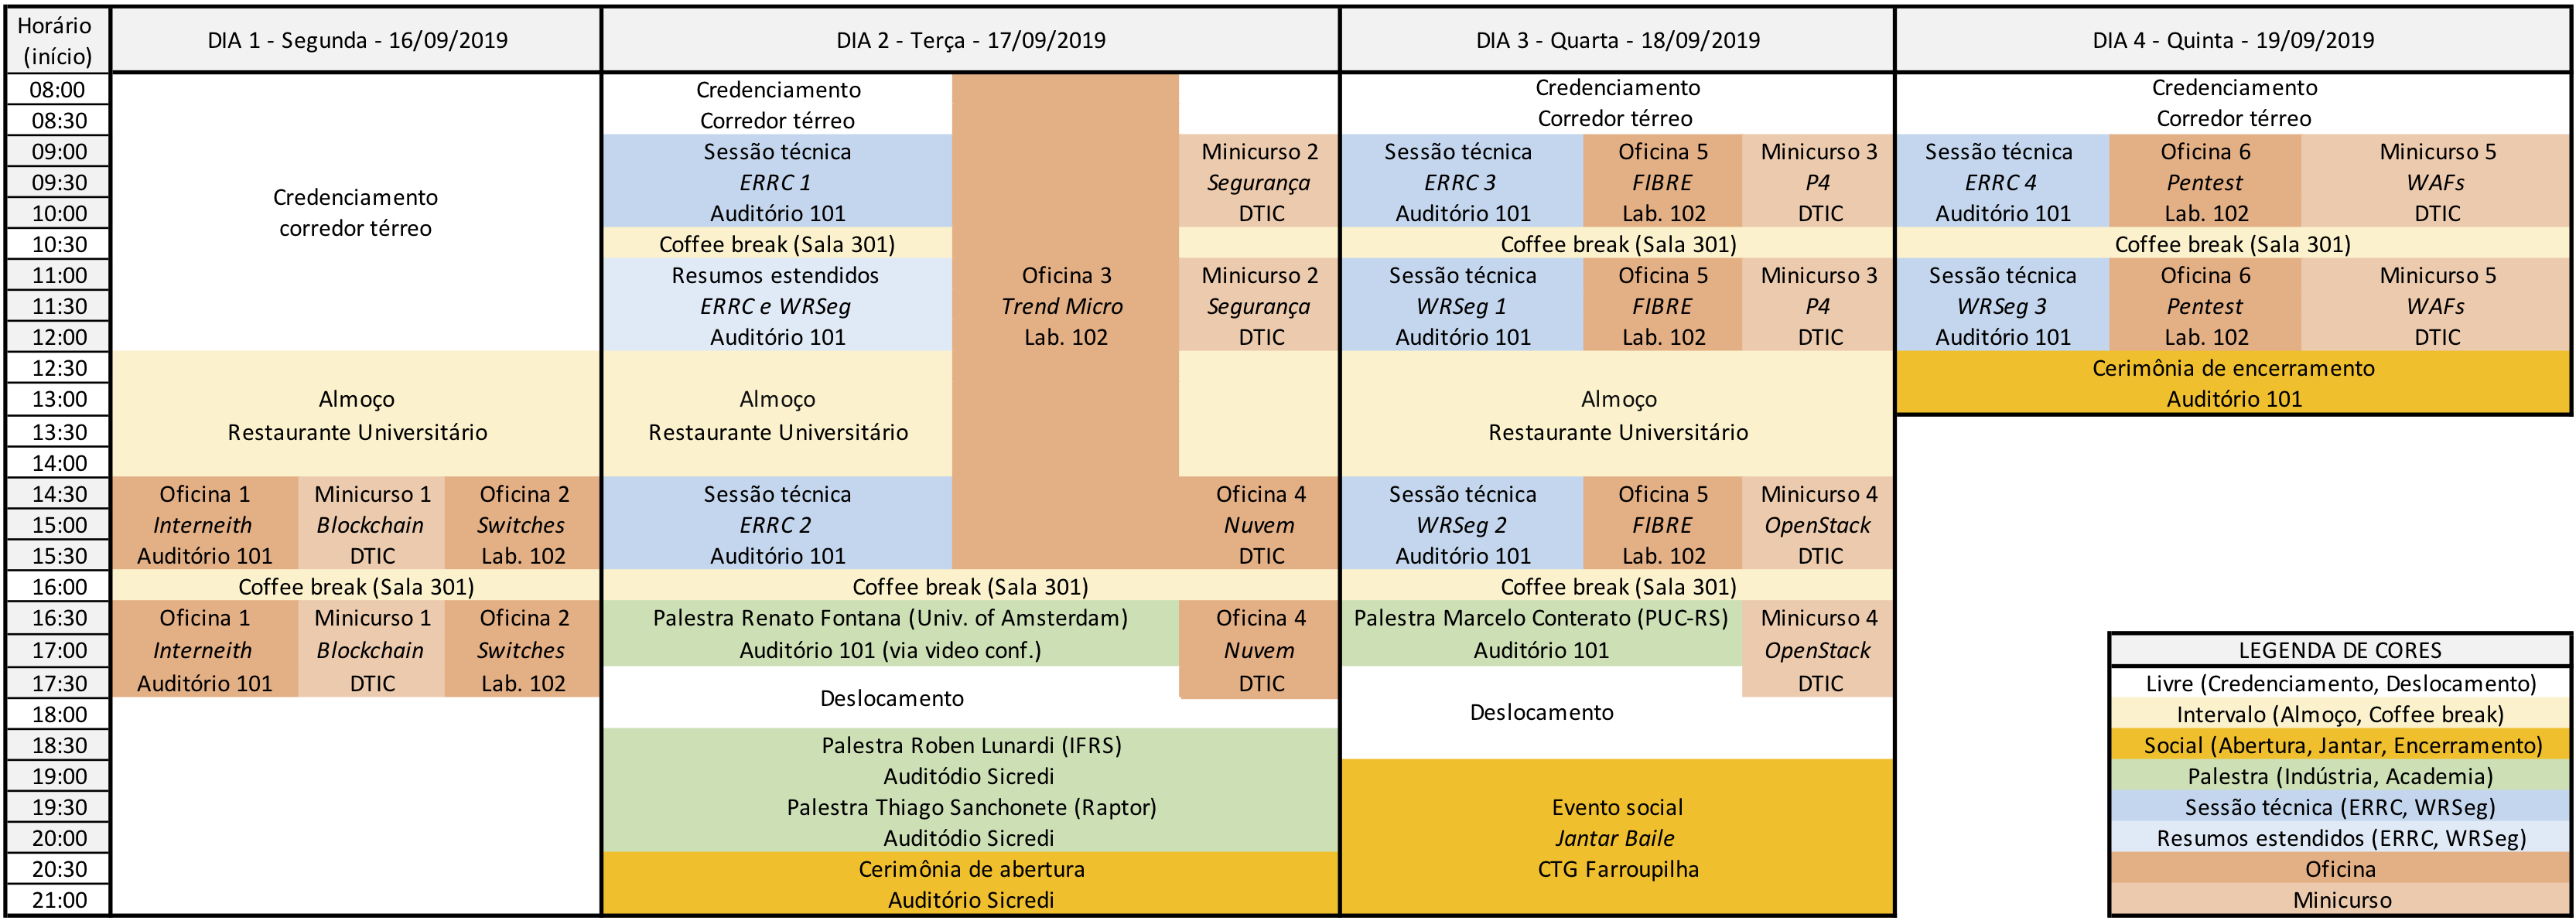 Horário DIA 1 - Segunda - 16/09/2019 DIA 2 - Terça - 17/09/2019 DIA 3 - Quarta - 18/09/2019 DIA 4 - Quinta - 19/09/2019
(início)
08:00 Credenciamento Credenciamento Credenciamento
08:30 Corredor térreo Corredor térreo Corredor térreo
09:00 Sessão técnica Minicurso 2 Sessão técnica Oficina 5 Minicurso 3 Sessão técnica Oficina 6 Minicurso 5
09:30 Credenciamento ERRC 1 Segurança ERRC 3 FIBRE P4 ERRC 4 Pentest WAFs
10:00 corredor térreo Auditório 101 DTIC Auditório 101 Lab. 102 DTIC Auditório 101 Lab. 102 DTIC
10:30 Coffee break (Sala 301) Coffee break (Sala 301) Coffee break (Sala 301)
11:00 Resumos estendidos Oficina 3 Minicurso 2 Sessão técnica Oficina 5 Minicurso 3 Sessão técnica Oficina 6 Minicurso 5
11:30 ERRC e WRSeg Trend Micro Segurança WRSeg 1 FIBRE P4 WRSeg 3 Pentest WAFs
12:00 Auditório 101 Lab. 102 DTIC Auditório 101 Lab. 102 DTIC Auditório 101 Lab. 102 DTIC
12:30 Cerimônia de encerramento
13:00 Almoço Almoço Almoço Auditório 101
13:30 Restaurante Universitário Restaurante Universitário Restaurante Universitário
14:00
14:30 Oficina 1 Minicurso 1 Oficina 2 Sessão técnica Oficina 4 Sessão técnica Oficina 5 Minicurso 4
15:00 Interneith Blockchain Switches ERRC 2 Nuvem WRSeg 2 FIBRE OpenStack
15:30 Auditório 101 DTIC Lab. 102 Auditório 101 DTIC Auditório 101 Lab. 102 DTIC
16:00 Coffee break (Sala 301) Coffee break (Sala 301) Coffee break (Sala 301)
16:30 Oficina 1 Minicurso 1 Oficina 2 Palestra Renato Fontana (Univ. of Amsterdam) Oficina 4 Palestra Marcelo Conterato (PUC-RS) Minicurso 4
17:00 Interneith Blockchain Switches Auditório 101 (via video conf.) Nuvem Auditório 101 OpenStack
17:30 Auditório 101 DTIC Lab. 102 Deslocamento DTIC DTIC
18:00 Deslocamento
18:30 Palestra Roben Lunardi (IFRS)
19:00 Auditódio Sicredi
19:30 Palestra Thiago Sanchonete (Raptor) Evento social
20:00 Auditódio Sicredi Jantar Baile
20:30 Cerimônia de abertura CTG Farroupilha
21:00 Auditório Sicredi
LEGENDA DE CORES
Livre (Credenciamento, Deslocamento)
Intervalo (Almoço, Coffee break)
Social (Abertura, Jantar, Encerramento)
Palestra (Indústria, Academia)
Sessão técnica (ERRC, WRSeg)
Resumos estendidos (ERRC, WRSeg)
Oficina
Minicurso